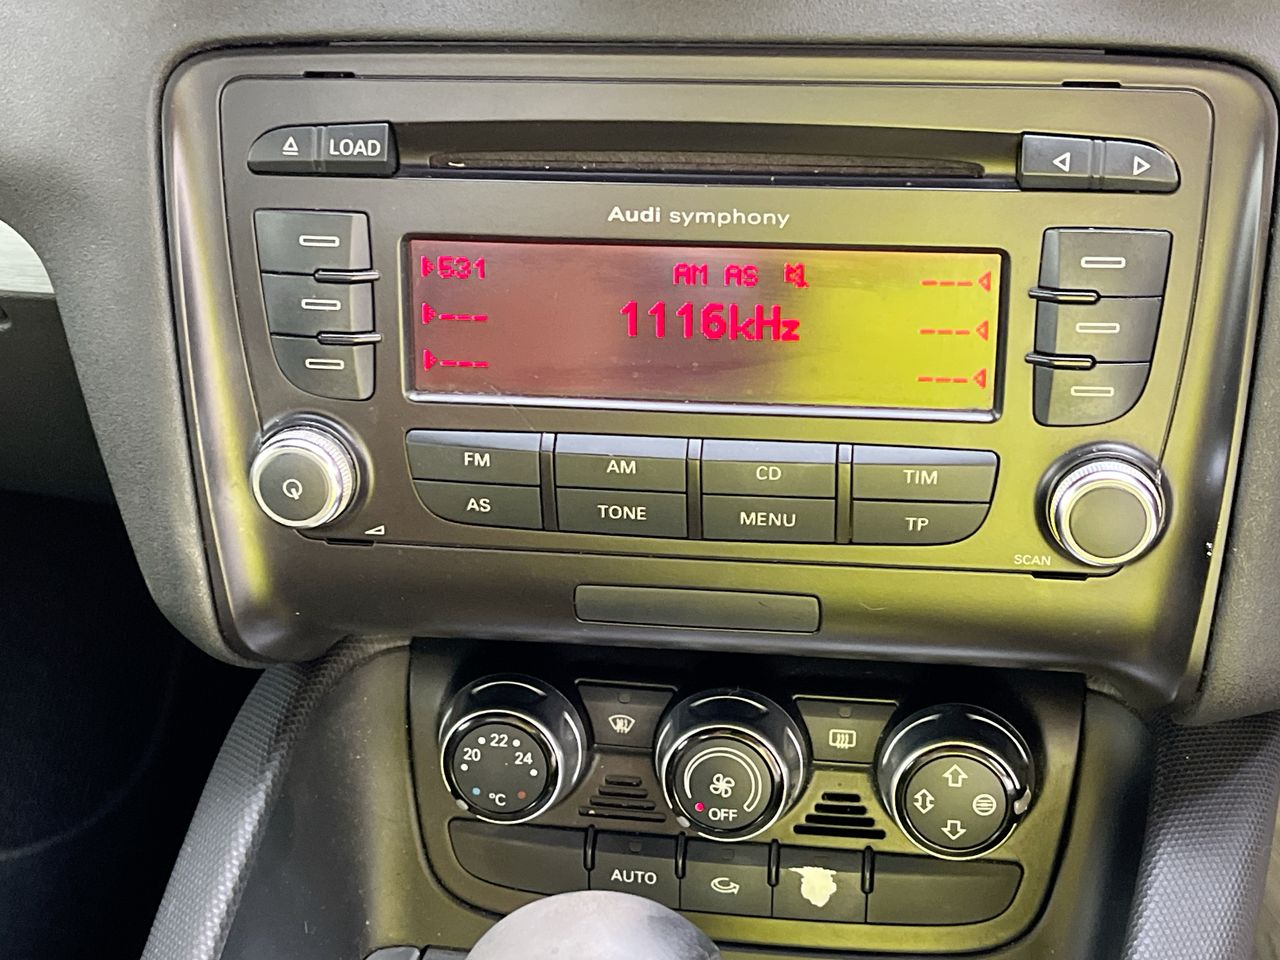 LOAD
Audi symphony
531
AM AS
1116kHz
---
---
---
---
---
FM
AM
CD
TIM
AS
TONE
MENU
TP
SCAN
20
22
24
°C
OFF
AUTO